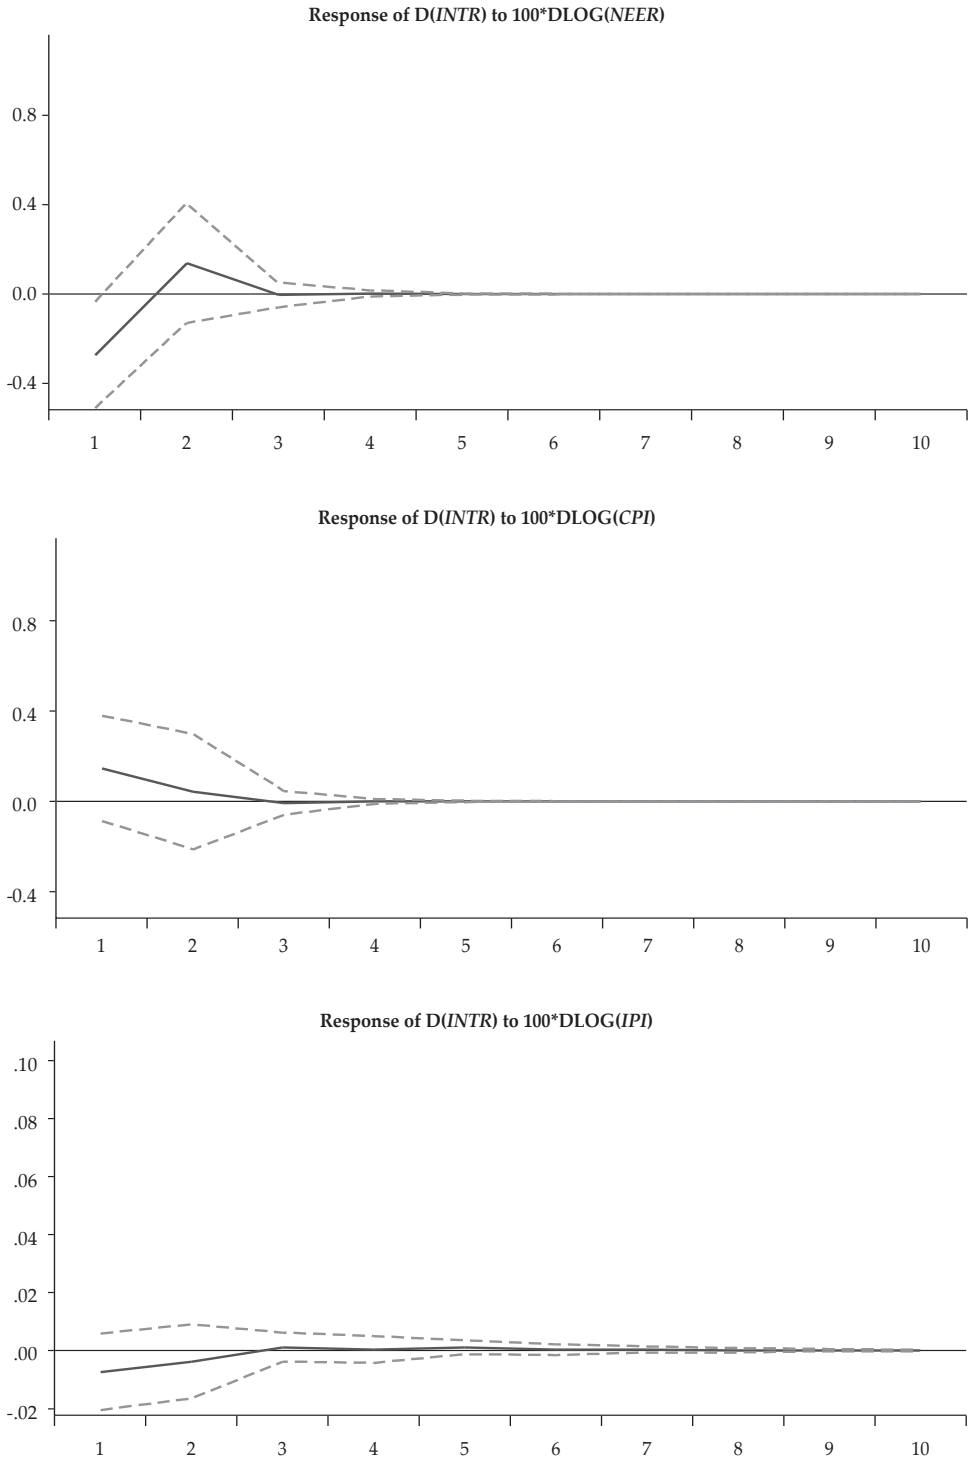 Response of D(INTR) to 100*DLOG(NEER)
0.8
0.4
0.0
-0.4
1 2 3 4 5 6 7 8 9 10
Response of D(INTR) to 100*DLOG(CPI)
0.8
0.4
0.0
-0.4
1 2 3 4 5 6 7 8 9 10
Response of D(INTR) to 100*DLOG(IPI)
.10
.08
.06
.04
.02
.00
-.02
1 2 3 4 5 6 7 8 9 10